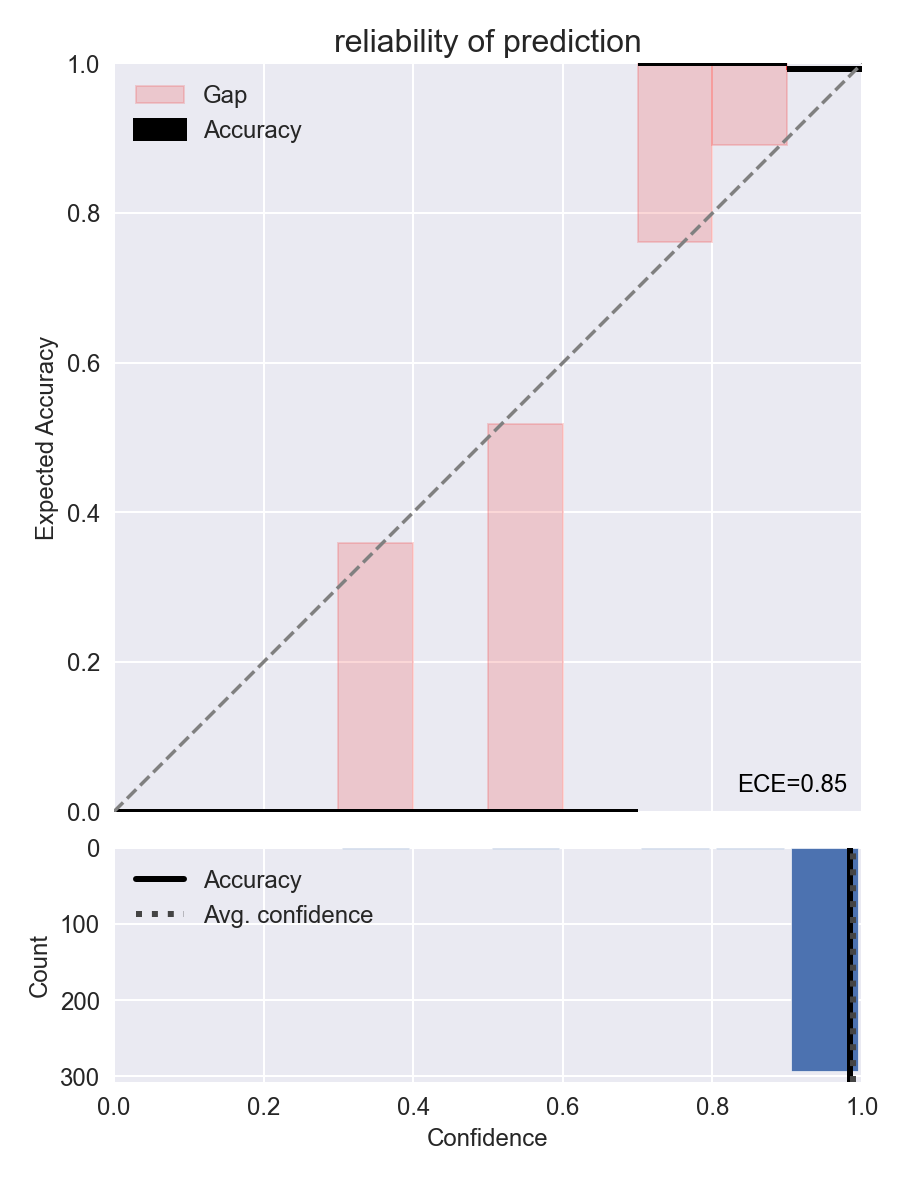 reliability of prediction
1.0
Gap
Accuracy
0.8
0.6
Expected Accuracy
0.4
0.2
ECE=0.85
0.0
0
Accuracy
Avg. confidence
100
Count
200
300
0.0 0.2 0.4 0.6 0.8 1.0
Confidence